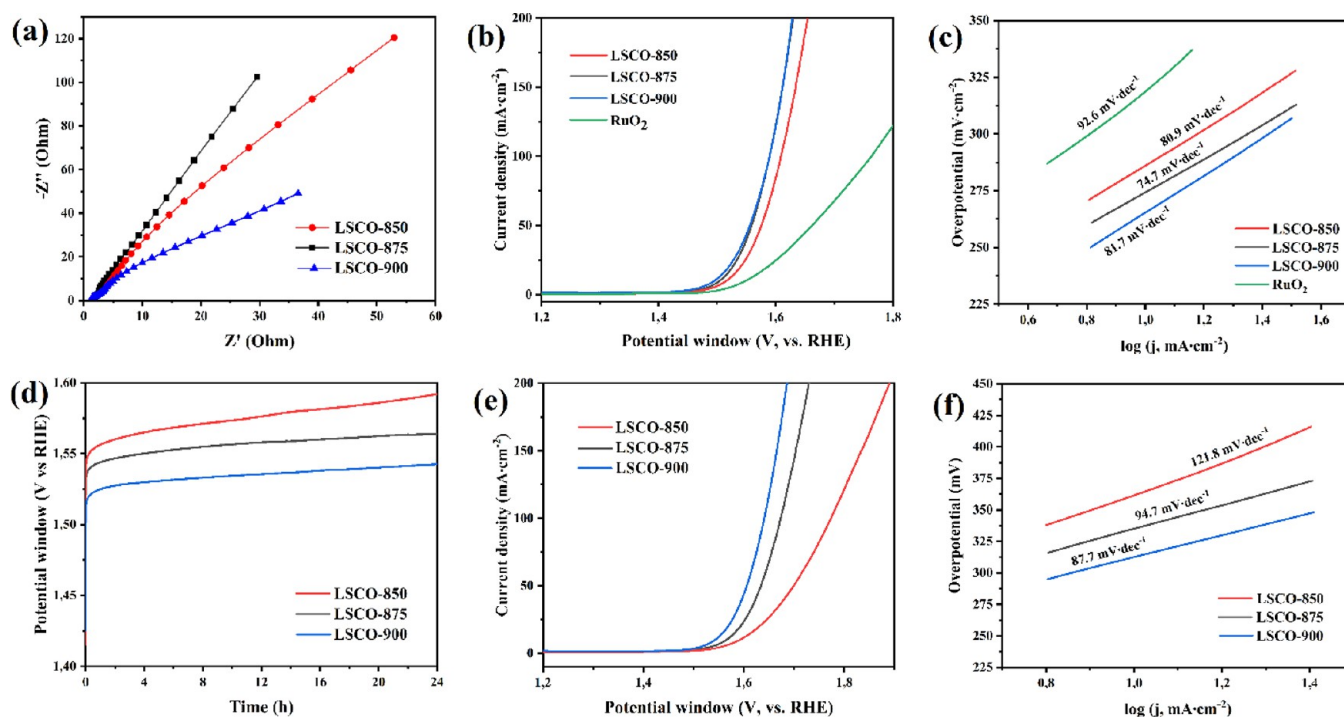 (a)
-Z'' (Ohm)
120
100
80
60
40
20
0
0 10 20 30 40 50 60
Z' (Ohm)
LSCO-850
LSCO-875
LSCO-900
(b)
Current density (mA·cm⁻²)
200
150
100
50
0
1,2 1,4 1,6 1,8
Potential window (V, vs. RHE)
LSCO-850
LSCO-875
LSCO-900
RuO₂
(c)
Overpotential (mV·cm⁻²)
350
325
300
275
250
225
0,6 0,8 1,0 1,2 1,4 1,6
log (j, mA·cm⁻²)
92.6 mV·dec⁻¹
80.9 mV·dec⁻¹
74.7 mV·dec⁻¹
81.7 mV·dec⁻¹
LSCO-850
LSCO-875
LSCO-900
RuO₂
(d)
Potential window (V vs RHE)
1.60
1.55
1.50
1.45
1,40
0 4 8 12 16 20 24
Time (h)
LSCO-850
LSCO-875
LSCO-900
(e)
Current density (mA·cm⁻²)
200
150
100
50
0
1,2 1,4 1,6 1,8
Potential window (V, vs. RHE)
LSCO-850
LSCO-875
LSCO-900
(f)
Overpotential (mV)
450
425
400
375
350
325
300
275
250
225
0,8 1,0 1,2 1,4
log (j, mA·cm⁻²)
121.8 mV·dec⁻¹
94.7 mV·dec⁻¹
87.7 mV·dec⁻¹
LSCO-850
LSCO-875
LSCO-900